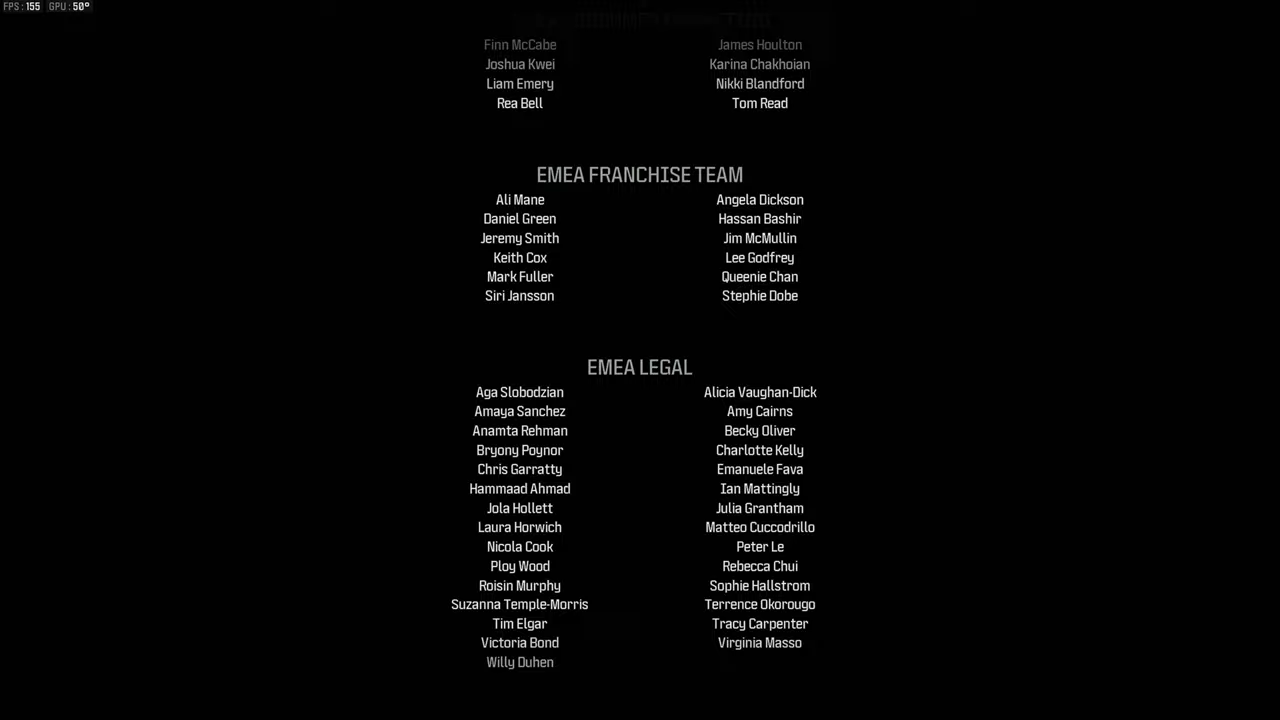 FPS: 155 GPU: 50°
Finn McCabe James Houlton
Joshua Kwei Karina Chakhoian
Liam Emery Nikki Blandford
Rea Bell Tom Read
EMEA FRANCHISE TEAM
Ali Mane Angela Dickson
Daniel Green Hassan Bashir
Jeremy Smith Jim McMullin
Keith Cox Lee Godfrey
Mark Fuller Queenie Chan
Siri Jansson Stephie Dobe
EMEA LEGAL
Aga Slobodzian Alicia Vaughan-Dick
Amaya Sanchez Amy Cairns
Anamta Rehman Becky Oliver
Bryony Poynor Charlotte Kelly
Chris Garratty Emanuele Fava
Hammaad Ahmad Ian Mattingly
Jola Hollett Julia Grantham
Laura Horwich Matteo Cuccodrillo
Nicola Cook Peter Le
Ploy Wood Rebecca Chui
Roisin Murphy Sophie Hallstrom
Suzanna Temple-Morris Terrence Okorougo
Tim Elgar Tracy Carpenter
Victoria Bond Virginia Masso
Willy Duhen